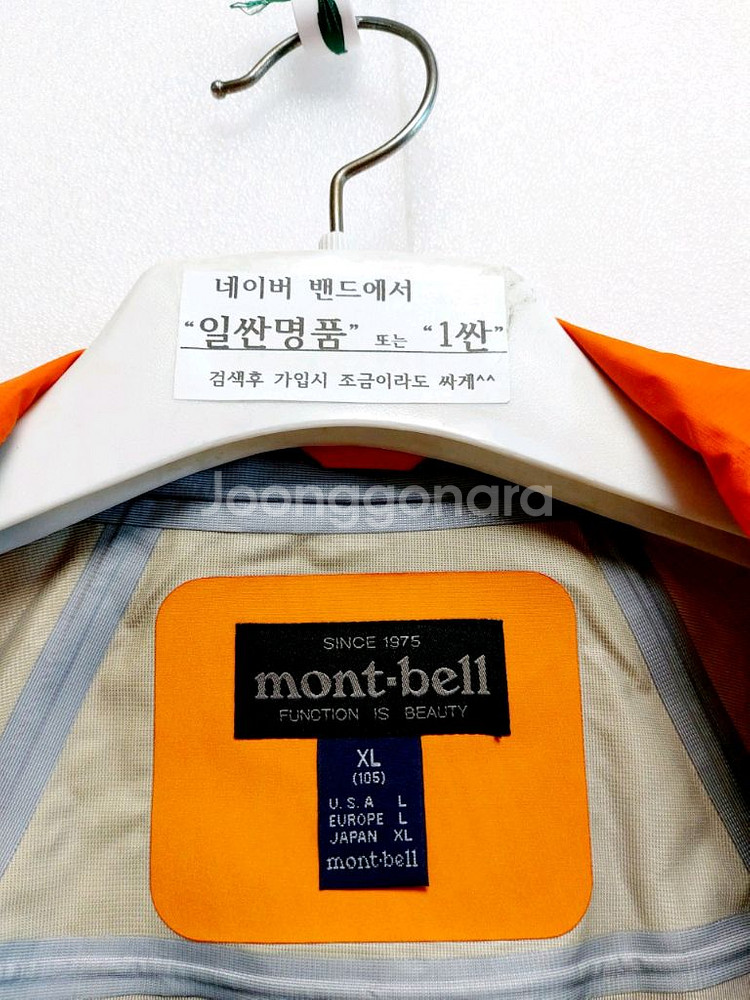 네이버 밴드에서
“일싼명품” 또는 “1싼”
검색후 가입시 조금이라도 싸게^^
Joonggonara
SINCE 1975
mont-bell
FUNCTION IS BEAUTY
XL
(105)
U.S.A L
EUROPE L
JAPAN XL
mont-bell